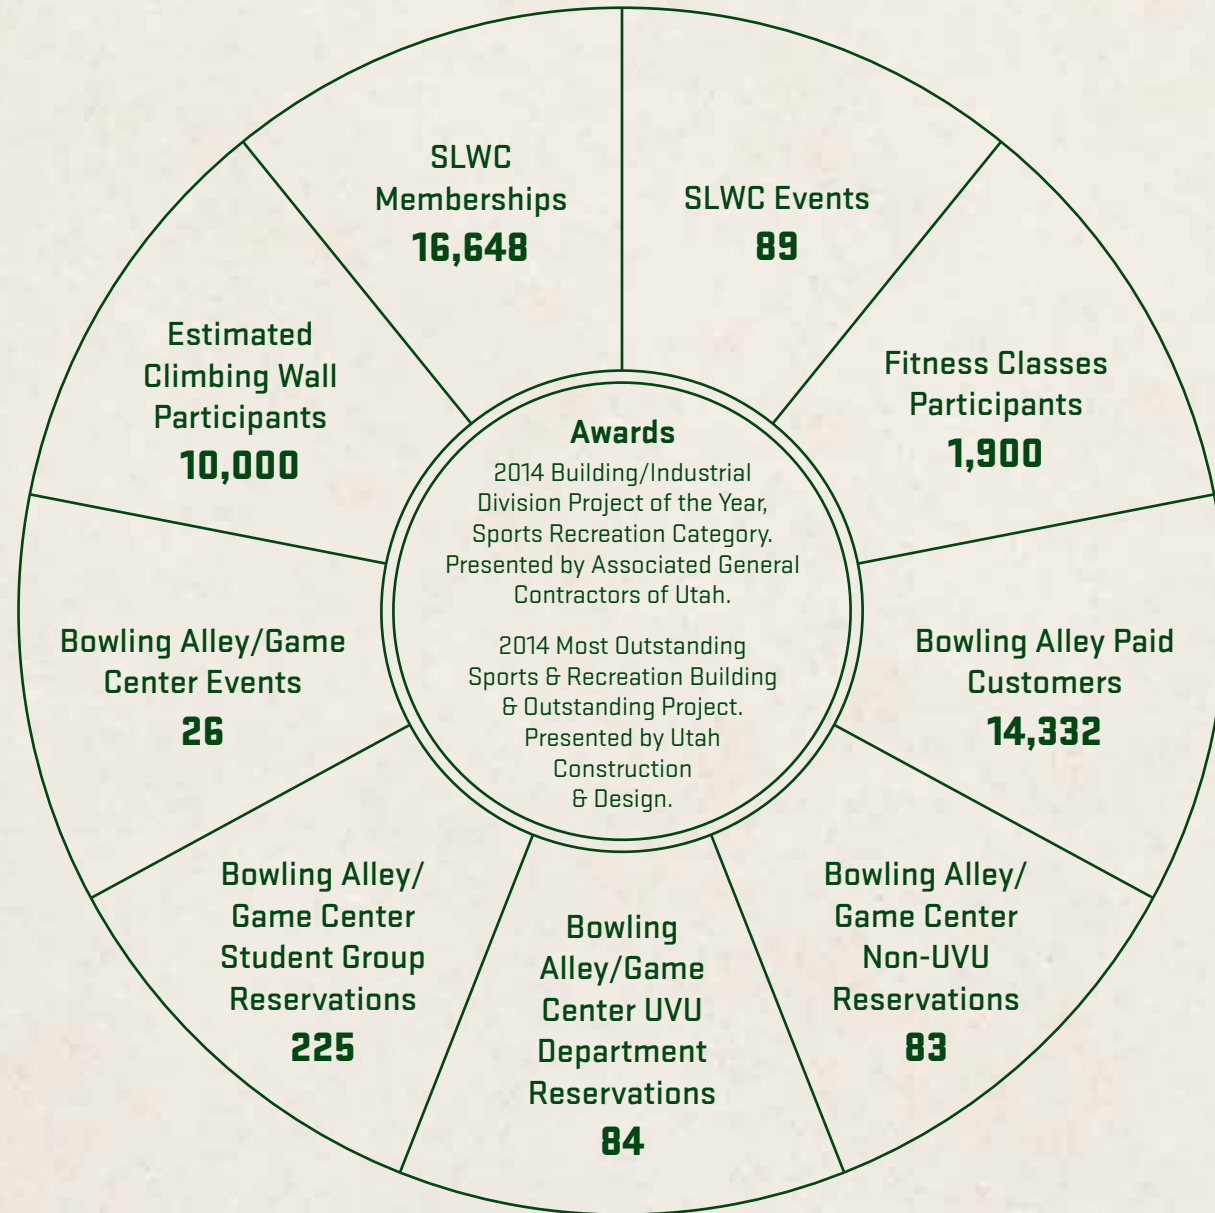 SLWC
Memberships
16,648
SLWC Events
89
Fitness Classes
Participants
1,900
Bowling Alley Paid
Customers
14,332
Bowling Alley/
Game Center
Non-UVU
Reservations
83
Bowling
Alley/Game
Center UVU
Department
Reservations
84
Bowling Alley/
Game Center
Student Group
Reservations
225
Bowling Alley/Game
Center Events
26
Estimated
Climbing Wall
Participants
10,000
Awards
2014 Building/Industrial
Division Project of the Year,
Sports Recreation Category.
Presented by Associated General
Contractors of Utah.
2014 Most Outstanding
Sports & Recreation Building
& Outstanding Project.
Presented by Utah
Construction
& Design.